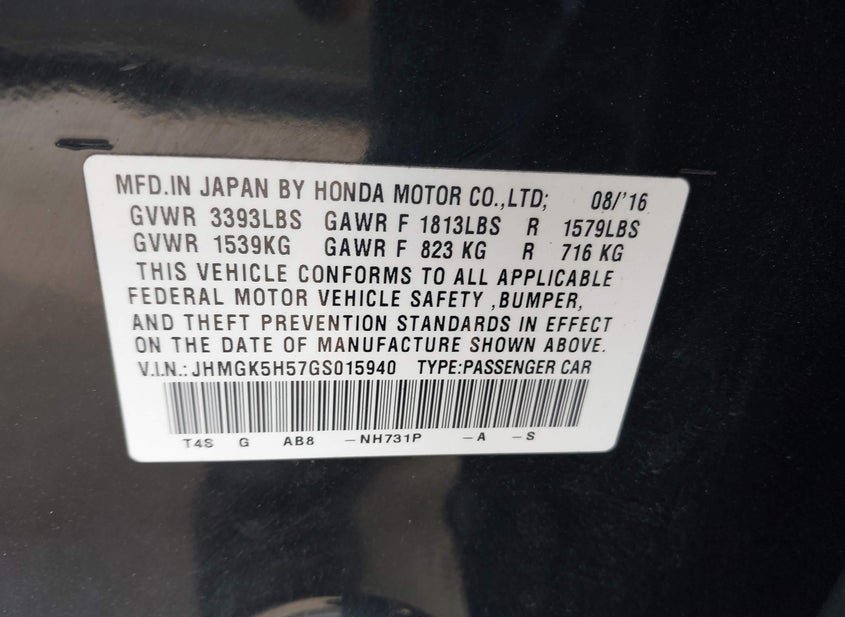 MFD.IN JAPAN BY HONDA MOTOR CO.,LTD; 08/'16
GVWR 3393LBS GAWR F 1813LBS R 1579LBS
GVWR 1539KG GAWR F 823 KG R 716 KG
THIS VEHICLE CONFORMS TO ALL APPLICABLE
FEDERAL MOTOR VEHICLE SAFETY ,BUMPER,
AND THEFT PREVENTION STANDARDS IN EFFECT
ON THE DATE OF MANUFACTURE SHOWN ABOVE.
V.I.N.: JHMGK5H57GS015940 TYPE:PASSENGER CAR
T4S G AB8 -NH731P -A -S